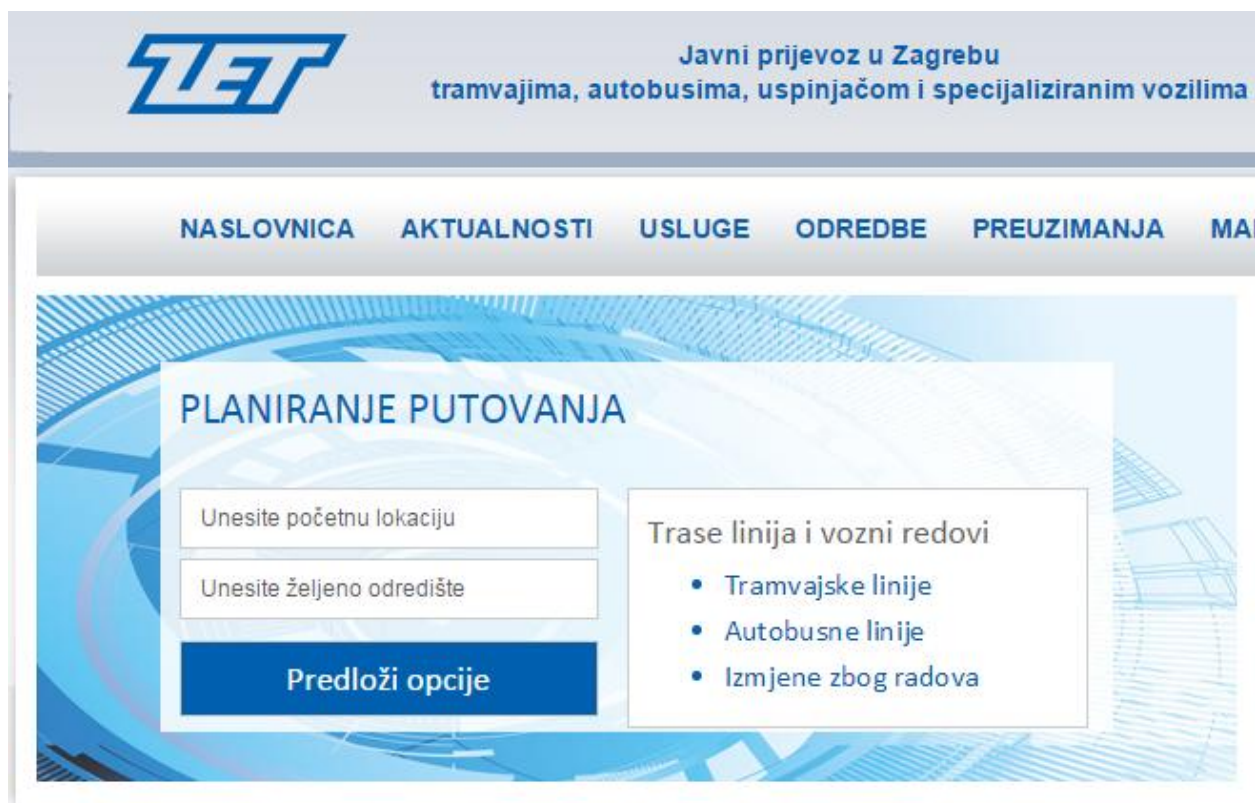 ZET
Javni prijevoz u Zagrebu
tramvajima, autobusima, uspinjačom i specijaliziranim vozilima
NASLOVNICA AKTUALNOSTI USLUGE ODREDBE PREUZIMANJA
PLANIRANJE PUTOVANJA
Unesite početnu lokaciju
Unesite željeno odredište
Predloži opcije
Trase linija i vozni redovi
• Tramvajske linije
• Autobusne linije
• Izmjene zbog radova